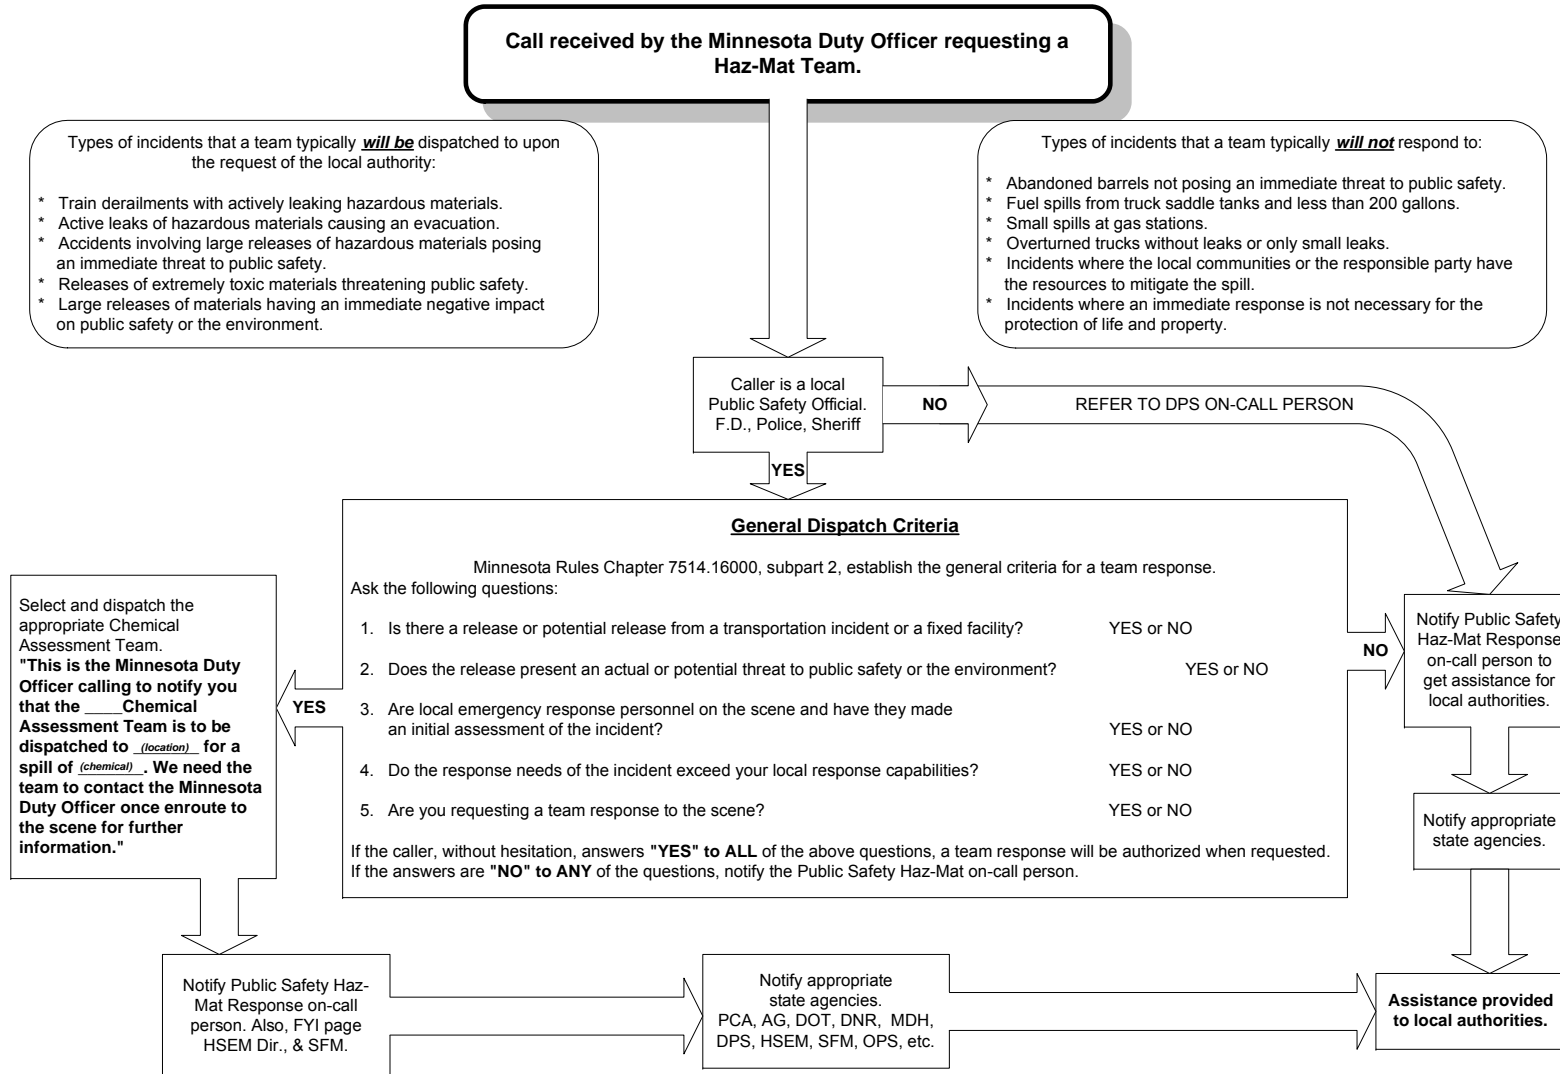 Call received by the Minnesota Duty Officer requesting a
Haz-Mat Team.
Types of incidents that a team typically will be dispatched to upon
the request of the local authority:
* Train derailments with actively leaking hazardous materials.
* Active leaks of hazardous materials causing an evacuation.
* Accidents involving large releases of hazardous materials posing
an immediate threat to public safety.
* Releases of extremely toxic materials threatening public safety.
* Large releases of materials having an immediate negative impact
on public safety or the environment.
Types of incidents that a team typically will not respond to:
* Abandoned barrels not posing an immediate threat to public safety.
* Fuel spills from truck saddle tanks and less than 200 gallons.
* Small spills at gas stations.
* Overturned trucks without leaks or only small leaks.
* Incidents where the local communities or the responsible party have
the resources to mitigate the spill.
* Incidents where an immediate response is not necessary for the
protection of life and property.
Caller is a local
Public Safety Official.
F.D., Police, Sheriff
NO
REFER TO DPS ON-CALL PERSON
YES
General Dispatch Criteria
Minnesota Rules Chapter 7514.16000, subpart 2, establish the general criteria for a team response.
Ask the following questions:
1. Is there a release or potential release from a transportation incident or a fixed facility? YES or NO
2. Does the release present an actual or potential threat to public safety or the environment? YES or NO
3. Are local emergency response personnel on the scene and have they made
an initial assessment of the incident? YES or NO
4. Do the response needs of the incident exceed your local response capabilities? YES or NO
5. Are you requesting a team response to the scene? YES or NO
If the caller, without hesitation, answers "YES" to ALL of the above questions, a team response will be authorized when requested.
If the answers are "NO" to ANY of the questions, notify the Public Safety Haz-Mat on-call person.
YES
Select and dispatch the
appropriate Chemical
Assessment Team.
"This is the Minnesota Duty
Officer calling to notify you
that the ____Chemical
Assessment Team is to be
dispatched to _(location)_ for a
spill of _(chemical)_. We need the
team to contact the Minnesota
Duty Officer once enroute to
the scene for further
information."
NO
Notify Public Safety
Haz-Mat Response
on-call person to
get assistance for
local authorities.
Notify appropriate
state agencies.
Notify Public Safety Haz-
Mat Response on-call
person. Also, FYI page
HSEM Dir., & SFM.
Notify appropriate
state agencies.
PCA, AG, DOT, DNR, MDH,
DPS, HSEM, SFM, OPS, etc.
Assistance provided
to local authorities.